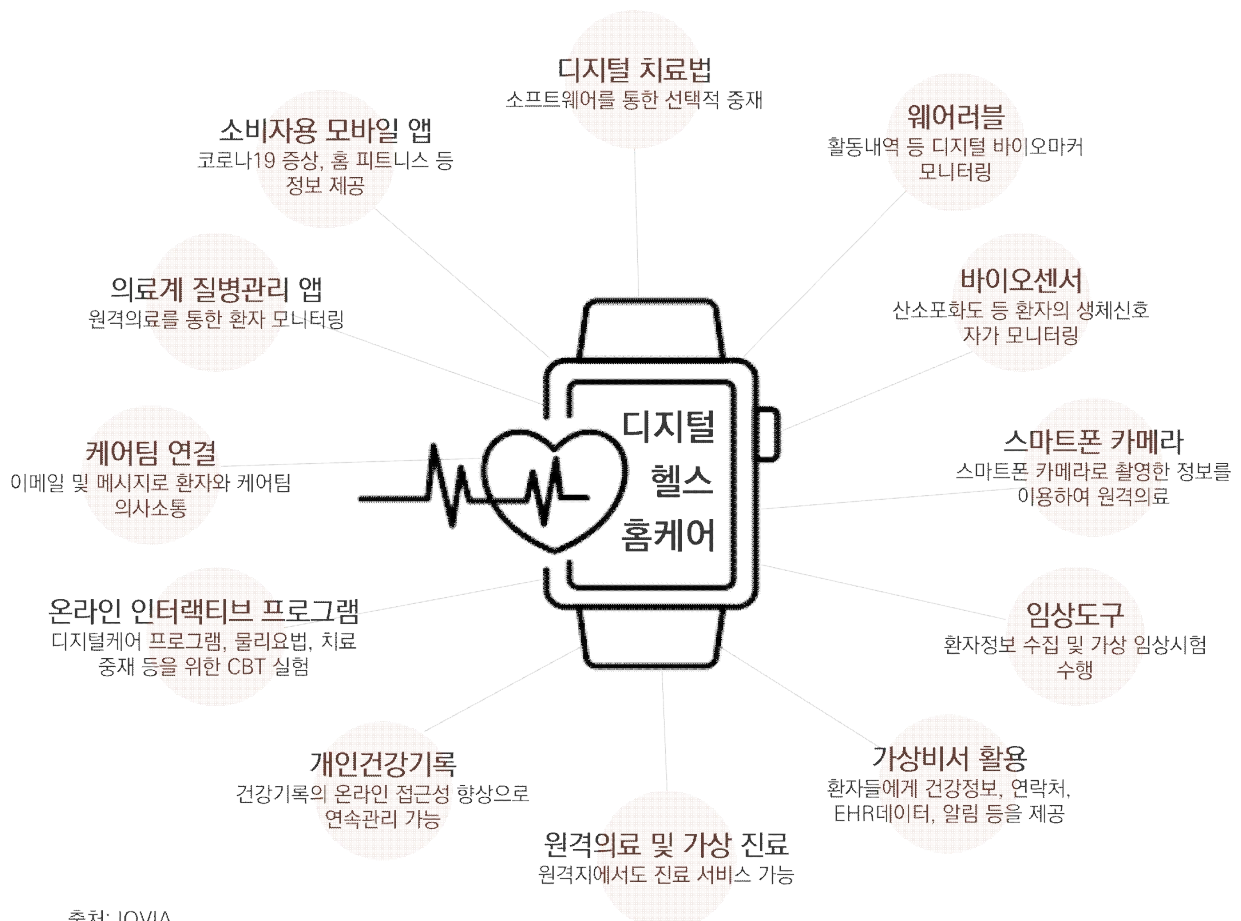 디지털 치료법
소프트웨어를 통한 선택적 중재
웨어러블
활동내역 등 디지털 바이오마커
모니터링
바이오센서
산소포화도 등 환자의 생체신호
자가 모니터링
스마트폰 카메라
스마트폰 카메라로 촬영한 정보를
이용하여 원격의료
임상도구
환자정보 수집 및 가상 임상시험
수행
가상비서 활용
환자들에게 건강정보, 연락처,
EHR데이터, 알림 등을 제공
원격의료 및 가상 진료
원격지에서도 진료 서비스 가능
개인건강기록
건강기록의 온라인 접근성 향상으로
연속관리 가능
온라인 인터랙티브 프로그램
디지털케어 프로그램, 물리요법, 치료
중재 등을 위한 CBT 실험
케어팀 연결
이메일 및 메시지로 환자와 케어팀
의사소통
의료계 질병관리 앱
원격의료를 통한 환자 모니터링
소비자용 모바일 앱
코로나19 증상, 홈 피트니스 등
정보 제공
디지털
헬스
홈케어
출처: